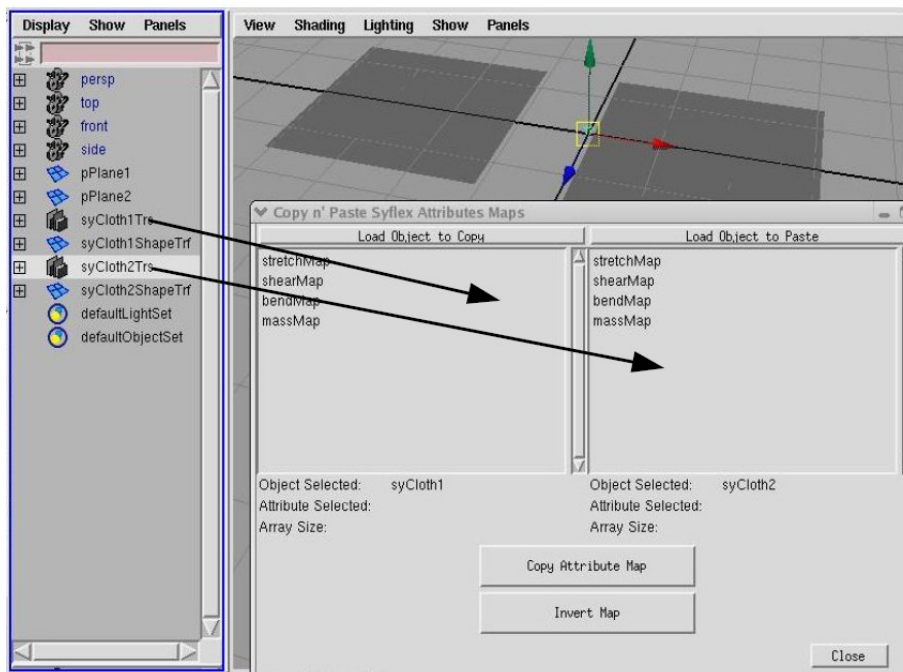 Display Show Panels
persp
top
front
side
pPlane1
pPlane2
syCloth1Trs
syCloth1ShapeTrf
syCloth2Trs
syCloth2ShapeTrf
defaultLightSet
defaultObjectSet
View Shading Lighting Show Panels
Copy n' Paste Syflex Attributes Maps
Load Object to Copy
stretchMap
shearMap
bendMap
massMap
Object Selected: syCloth1
Attribute Selected:
Array Size:
Load Object to Paste
stretchMap
shearMap
bendMap
massMap
Object Selected: syCloth2
Attribute Selected:
Array Size:
Copy Attribute Map
Invert Map
Close